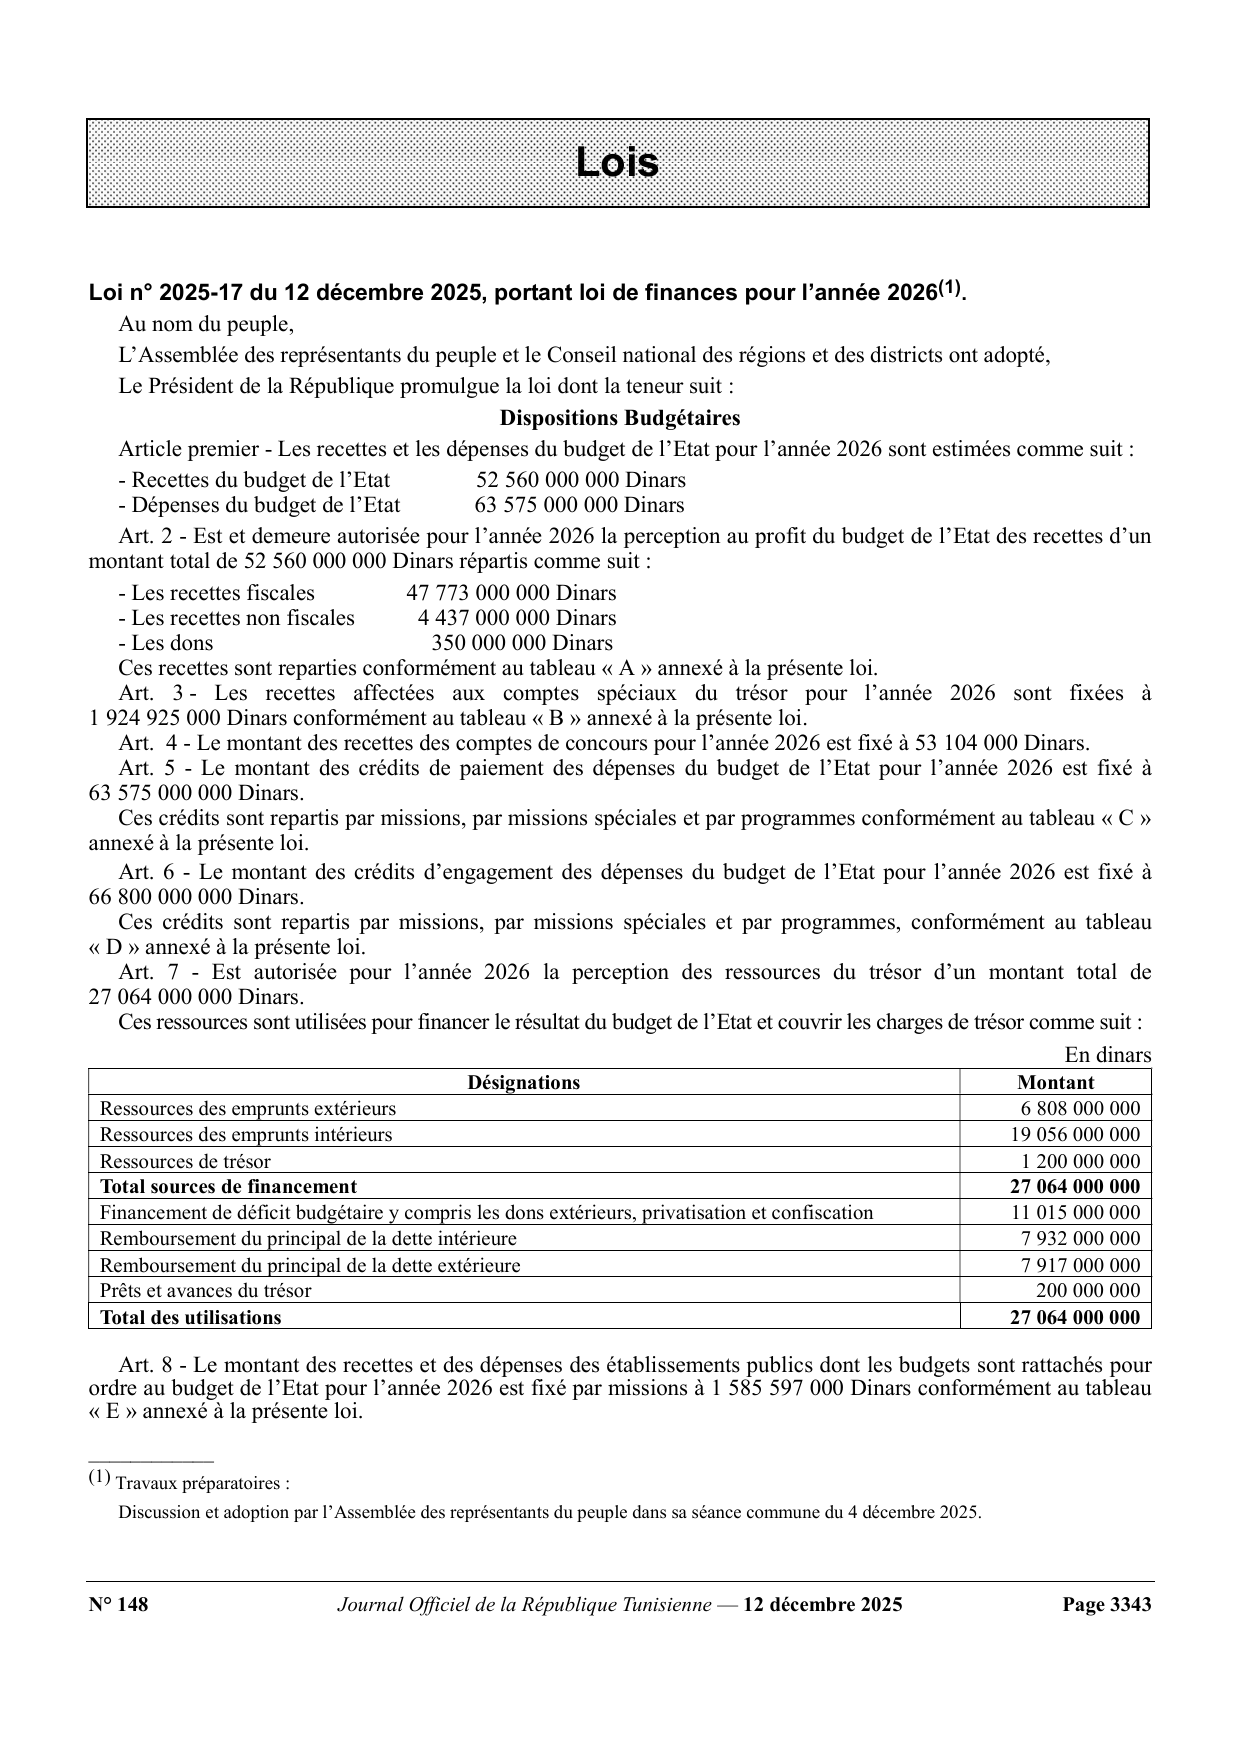 Lois
Loi n° 2025-17 du 12 décembre 2025, portant loi de finances pour l’année 2026(1).
Au nom du peuple,
L’Assemblée des représentants du peuple et le Conseil national des régions et des districts ont adopté,
Le Président de la République promulgue la loi dont la teneur suit :
Dispositions Budgétaires
Article premier - Les recettes et les dépenses du budget de l’Etat pour l’année 2026 sont estimées comme suit :
- Recettes du budget de l’Etat 52 560 000 000 Dinars
- Dépenses du budget de l’Etat 63 575 000 000 Dinars
Art. 2 - Est et demeure autorisée pour l’année 2026 la perception au profit du budget de l’Etat des recettes d’un
montant total de 52 560 000 000 Dinars répartis comme suit :
- Les recettes fiscales 47 773 000 000 Dinars
- Les recettes non fiscales 4 437 000 000 Dinars
- Les dons 350 000 000 Dinars
Ces recettes sont reparties conformément au tableau « A » annexé à la présente loi.
Art. 3 - Les recettes affectées aux comptes spéciaux du trésor pour l’année 2026 sont fixées à
1 924 925 000 Dinars conformément au tableau « B » annexé à la présente loi.
Art. 4 - Le montant des recettes des comptes de concours pour l’année 2026 est fixé à 53 104 000 Dinars.
Art. 5 - Le montant des crédits de paiement des dépenses du budget de l’Etat pour l’année 2026 est fixé à
63 575 000 000 Dinars.
Ces crédits sont repartis par missions, par missions spéciales et par programmes conformément au tableau « C »
annexé à la présente loi.
Art. 6 - Le montant des crédits d’engagement des dépenses du budget de l’Etat pour l’année 2026 est fixé à
66 800 000 000 Dinars.
Ces crédits sont repartis par missions, par missions spéciales et par programmes, conformément au tableau
« D » annexé à la présente loi.
Art. 7 - Est autorisée pour l’année 2026 la perception des ressources du trésor d’un montant total de
27 064 000 000 Dinars.
Ces ressources sont utilisées pour financer le résultat du budget de l’Etat et couvrir les charges de trésor comme suit :
En dinars
Désignations Montant
Ressources des emprunts extérieurs 6 808 000 000
Ressources des emprunts intérieurs 19 056 000 000
Ressources de trésor 1 200 000 000
Total sources de financement 27 064 000 000
Financement de déficit budgétaire y compris les dons extérieurs, privatisation et confiscation 11 015 000 000
Remboursement du principal de la dette intérieure 7 932 000 000
Remboursement du principal de la dette extérieure 7 917 000 000
Prêts et avances du trésor 200 000 000
Total des utilisations 27 064 000 000
Art. 8 - Le montant des recettes et des dépenses des établissements publics dont les budgets sont rattachés pour
ordre au budget de l’Etat pour l’année 2026 est fixé par missions à 1 585 597 000 Dinars conformément au tableau
« E » annexé à la présente loi.
(1) Travaux préparatoires :
Discussion et adoption par l’Assemblée des représentants du peuple dans sa séance commune du 4 décembre 2025.
N° 148 Journal Officiel de la République Tunisienne — 12 décembre 2025 Page 3343